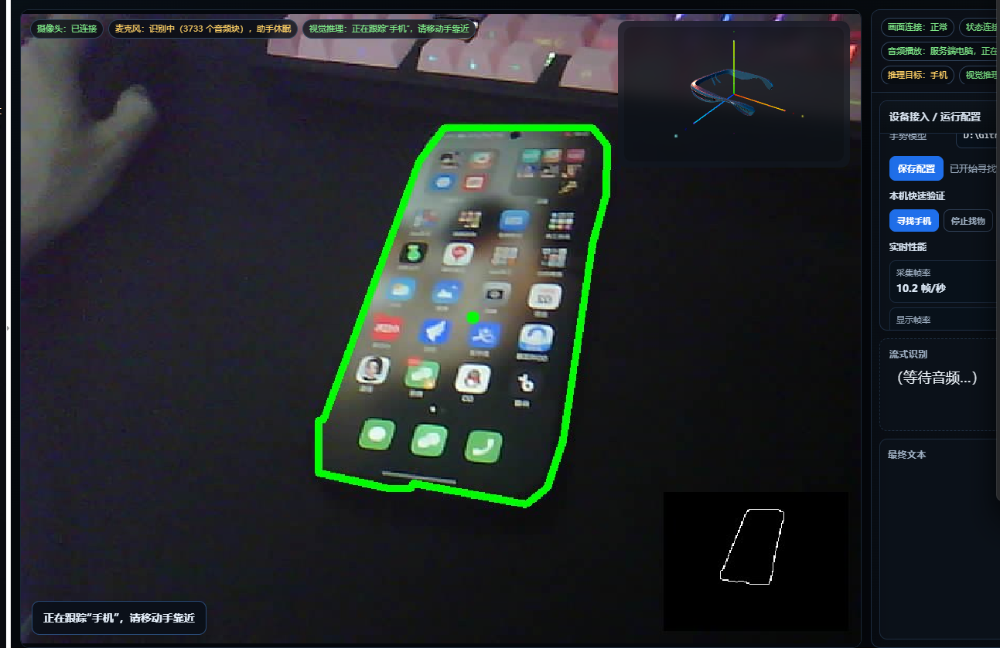 摄像头：已连接
麦克风：识别中（3733 个音频块），助手休眠
视觉推理：正在跟踪“手机”，请移动手靠近
画面连接：正常
状态连接
音频播放：服务端电脑，正在
推理目标：手机
视觉推理
设备接入 / 运行配置
手势模型
D:\Git
保存配置
已开始寻找
本机快速验证
寻找手机
停止找物
实时性能
采集帧率
10.2 帧/秒
显示帧率
流式识别
（等待音频…）
最终文本
正在跟踪“手机”，请移动手靠近